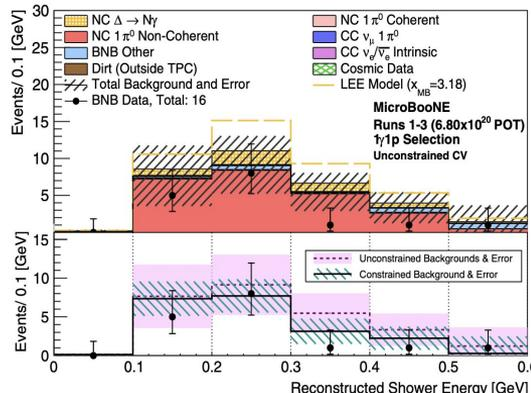 Events/ 0.1 [GeV]
30
25
20
15
10
5
NC Δ → Nγ
NC 1π⁰ Non-Coherent
BNB Other
Dirt (Outside TPC)
Total Background and Error
BNB Data, Total: 16
NC 1π⁰ Coherent
CC νμ 1π⁰
CC νe/ν̅e Intrinsic
Cosmic Data
LEE Model (xMB=3.18)
MicroBooNE
Runs 1-3 (6.80x10²⁰ POT)
1γ1p Selection
Unconstrained CV
Events/ 0.1 [GeV]
15
10
5
0
Unconstrained Backgrounds & Error
Constrained Background & Error
0 0.1 0.2 0.3 0.4 0.5 0.6
Reconstructed Shower Energy [GeV]